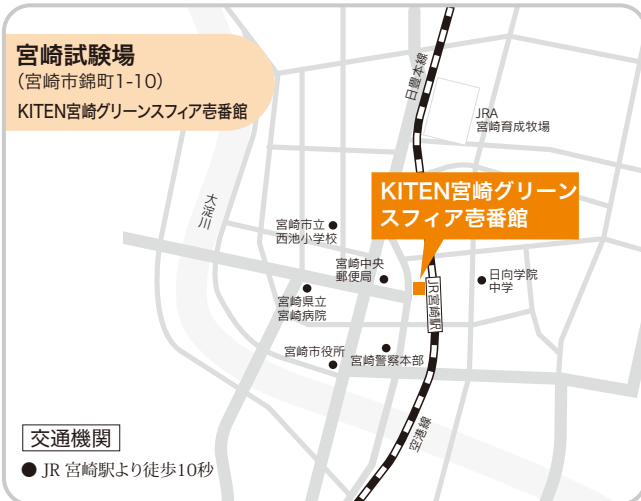 宮崎試験場
(宮崎市錦町1-10)
KITEN宮崎グリーンスフィア壱番館
日豊本線
JRA
宮崎育成牧場
KITEN宮崎グリーン
スフィア壱番館
大淀川
宮崎市立
西池小学校
宮崎中央
郵便局
日向学院
中学
JR宮崎駅
宮崎県立
宮崎病院
宮崎市役所
宮崎警察本部
空港線
交通機関
● JR 宮崎駅より徒歩10秒